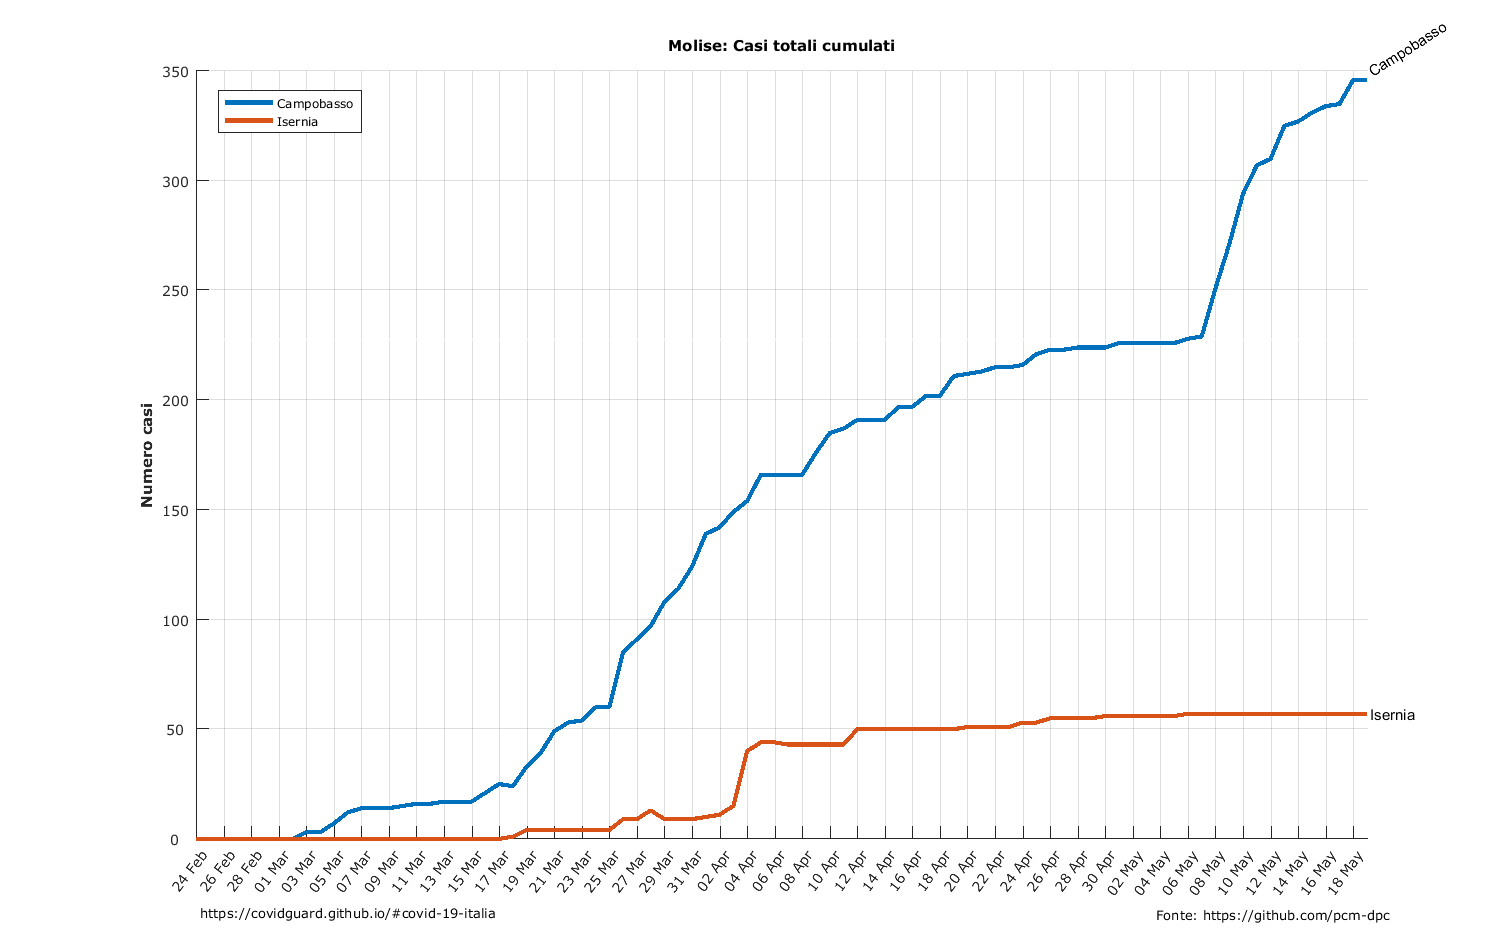 Molise: Casi totali cumulati
Campobasso
Isernia
Campobasso
Isernia
Numero casi
350
300
250
200
150
100
50
0
24 Feb
26 Feb
28 Feb
01 Mar
03 Mar
05 Mar
07 Mar
09 Mar
11 Mar
13 Mar
15 Mar
17 Mar
19 Mar
21 Mar
23 Mar
25 Mar
27 Mar
29 Mar
31 Mar
02 Apr
04 Apr
06 Apr
08 Apr
10 Apr
12 Apr
14 Apr
16 Apr
18 Apr
20 Apr
22 Apr
24 Apr
26 Apr
28 Apr
30 Apr
02 May
04 May
06 May
08 May
10 May
12 May
14 May
16 May
18 May
https://covidguard.github.io/#covid-19-italia
Fonte: https://github.com/pcm-dpc